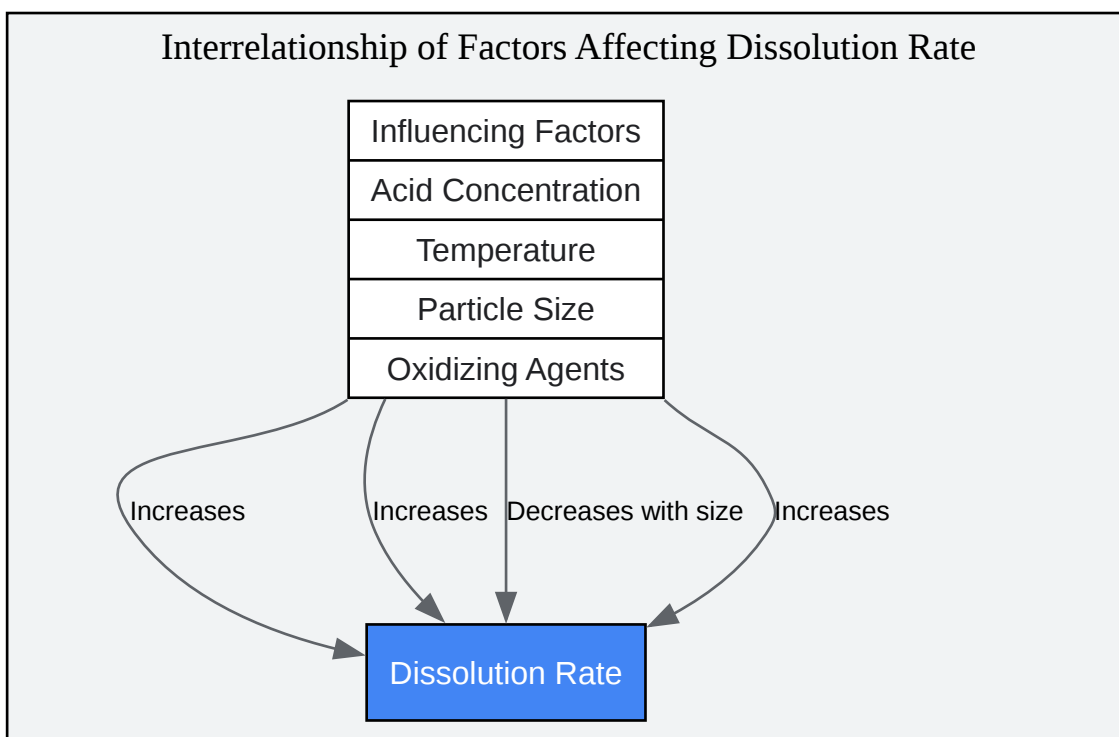 Interrelationship of Factors Affecting Dissolution Rate
Influencing Factors
Acid Concentration
Temperature
Particle Size
Oxidizing Agents
Increases
Increases
Decreases with size
Increases
Dissolution Rate